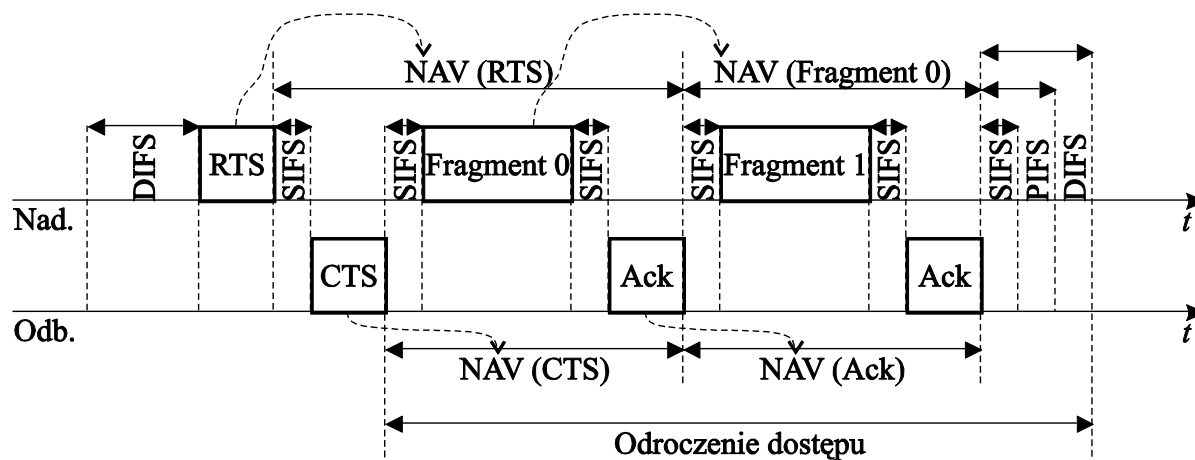 NAV (RTS)
NAV (Fragment 0)
DIFS
RTS
SIFS
SIFS
Fragment 0
SIFS
SIFS
Fragment 1
SIFS
SIFS
PIFS
DIFS
Nad.
t
CTS
Ack
Ack
Odb.
t
NAV (CTS)
NAV (Ack)
Odroczenie dostępu